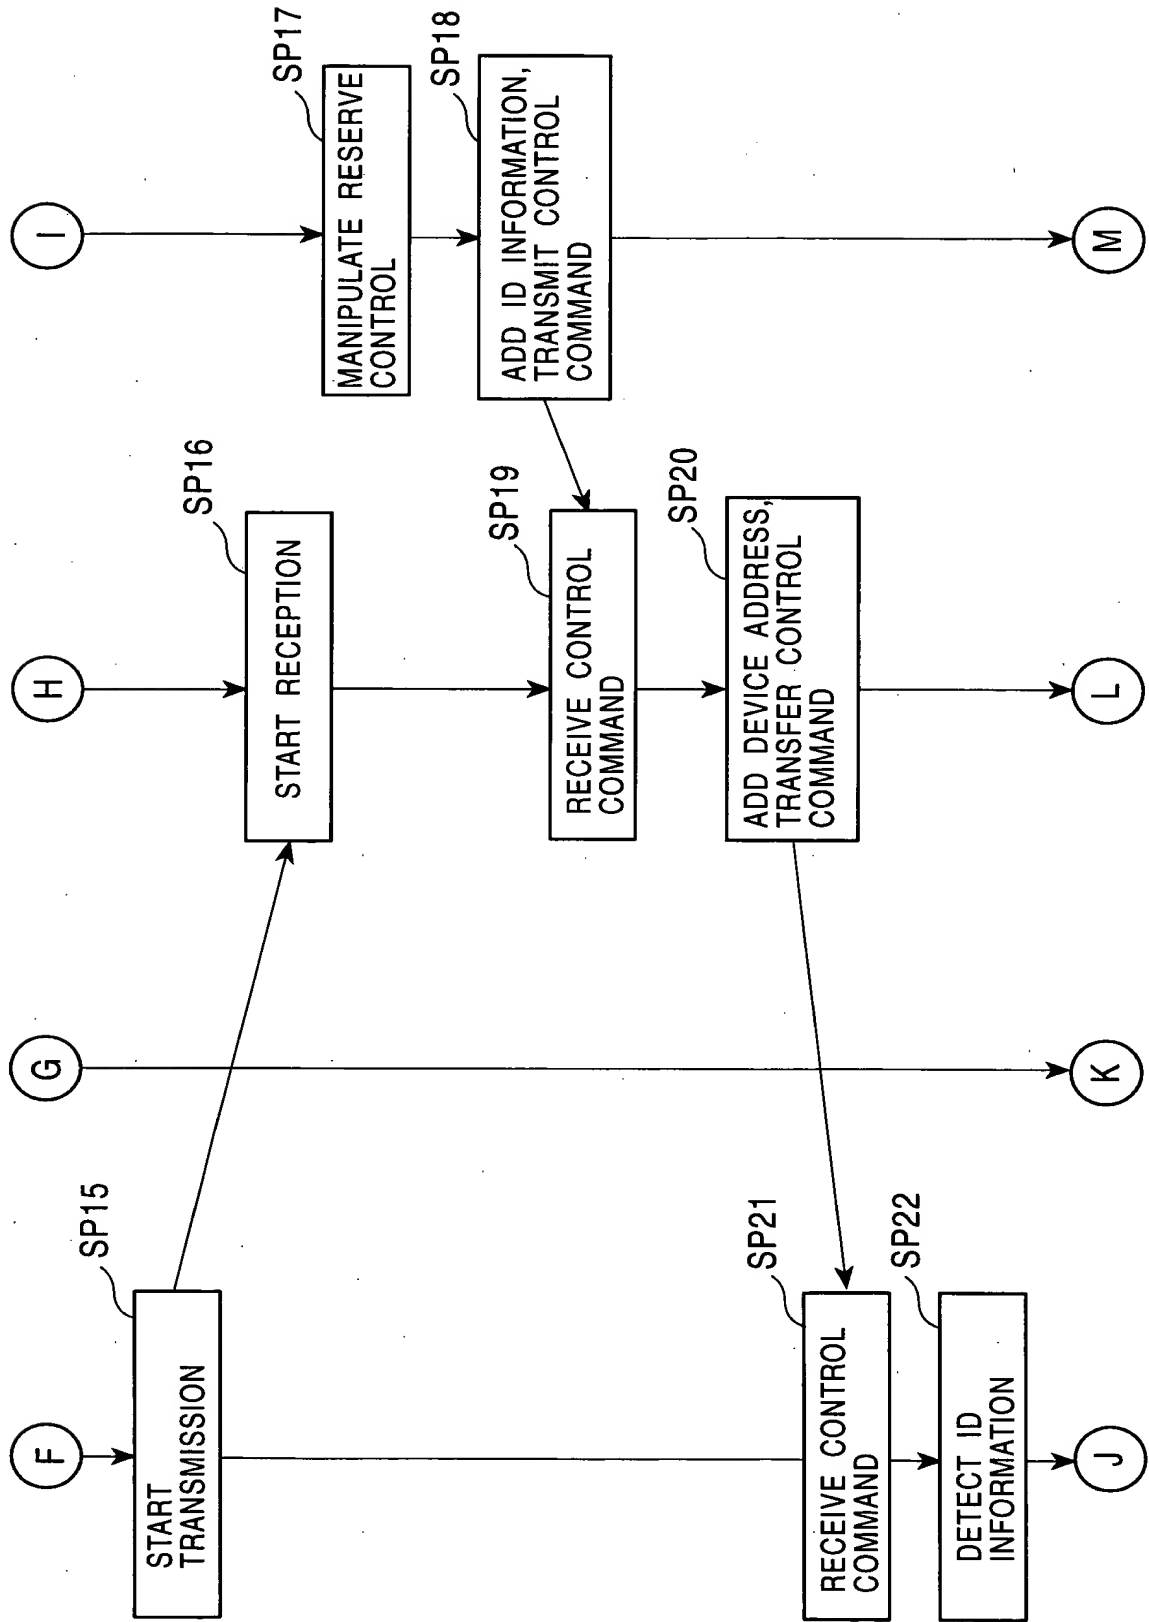 F
G
H
I
SP15
START
TRANSMISSION
SP16
START RECEPTION
SP17
MANIPULATE RESERVE
CONTROL
SP18
ADD ID INFORMATION,
TRANSMIT CONTROL
COMMAND
SP19
RECEIVE CONTROL
COMMAND
SP20
ADD DEVICE ADDRESS,
TRANSFER CONTROL
COMMAND
SP21
RECEIVE CONTROL
COMMAND
SP22
DETECT ID
INFORMATION
J
K
L
M